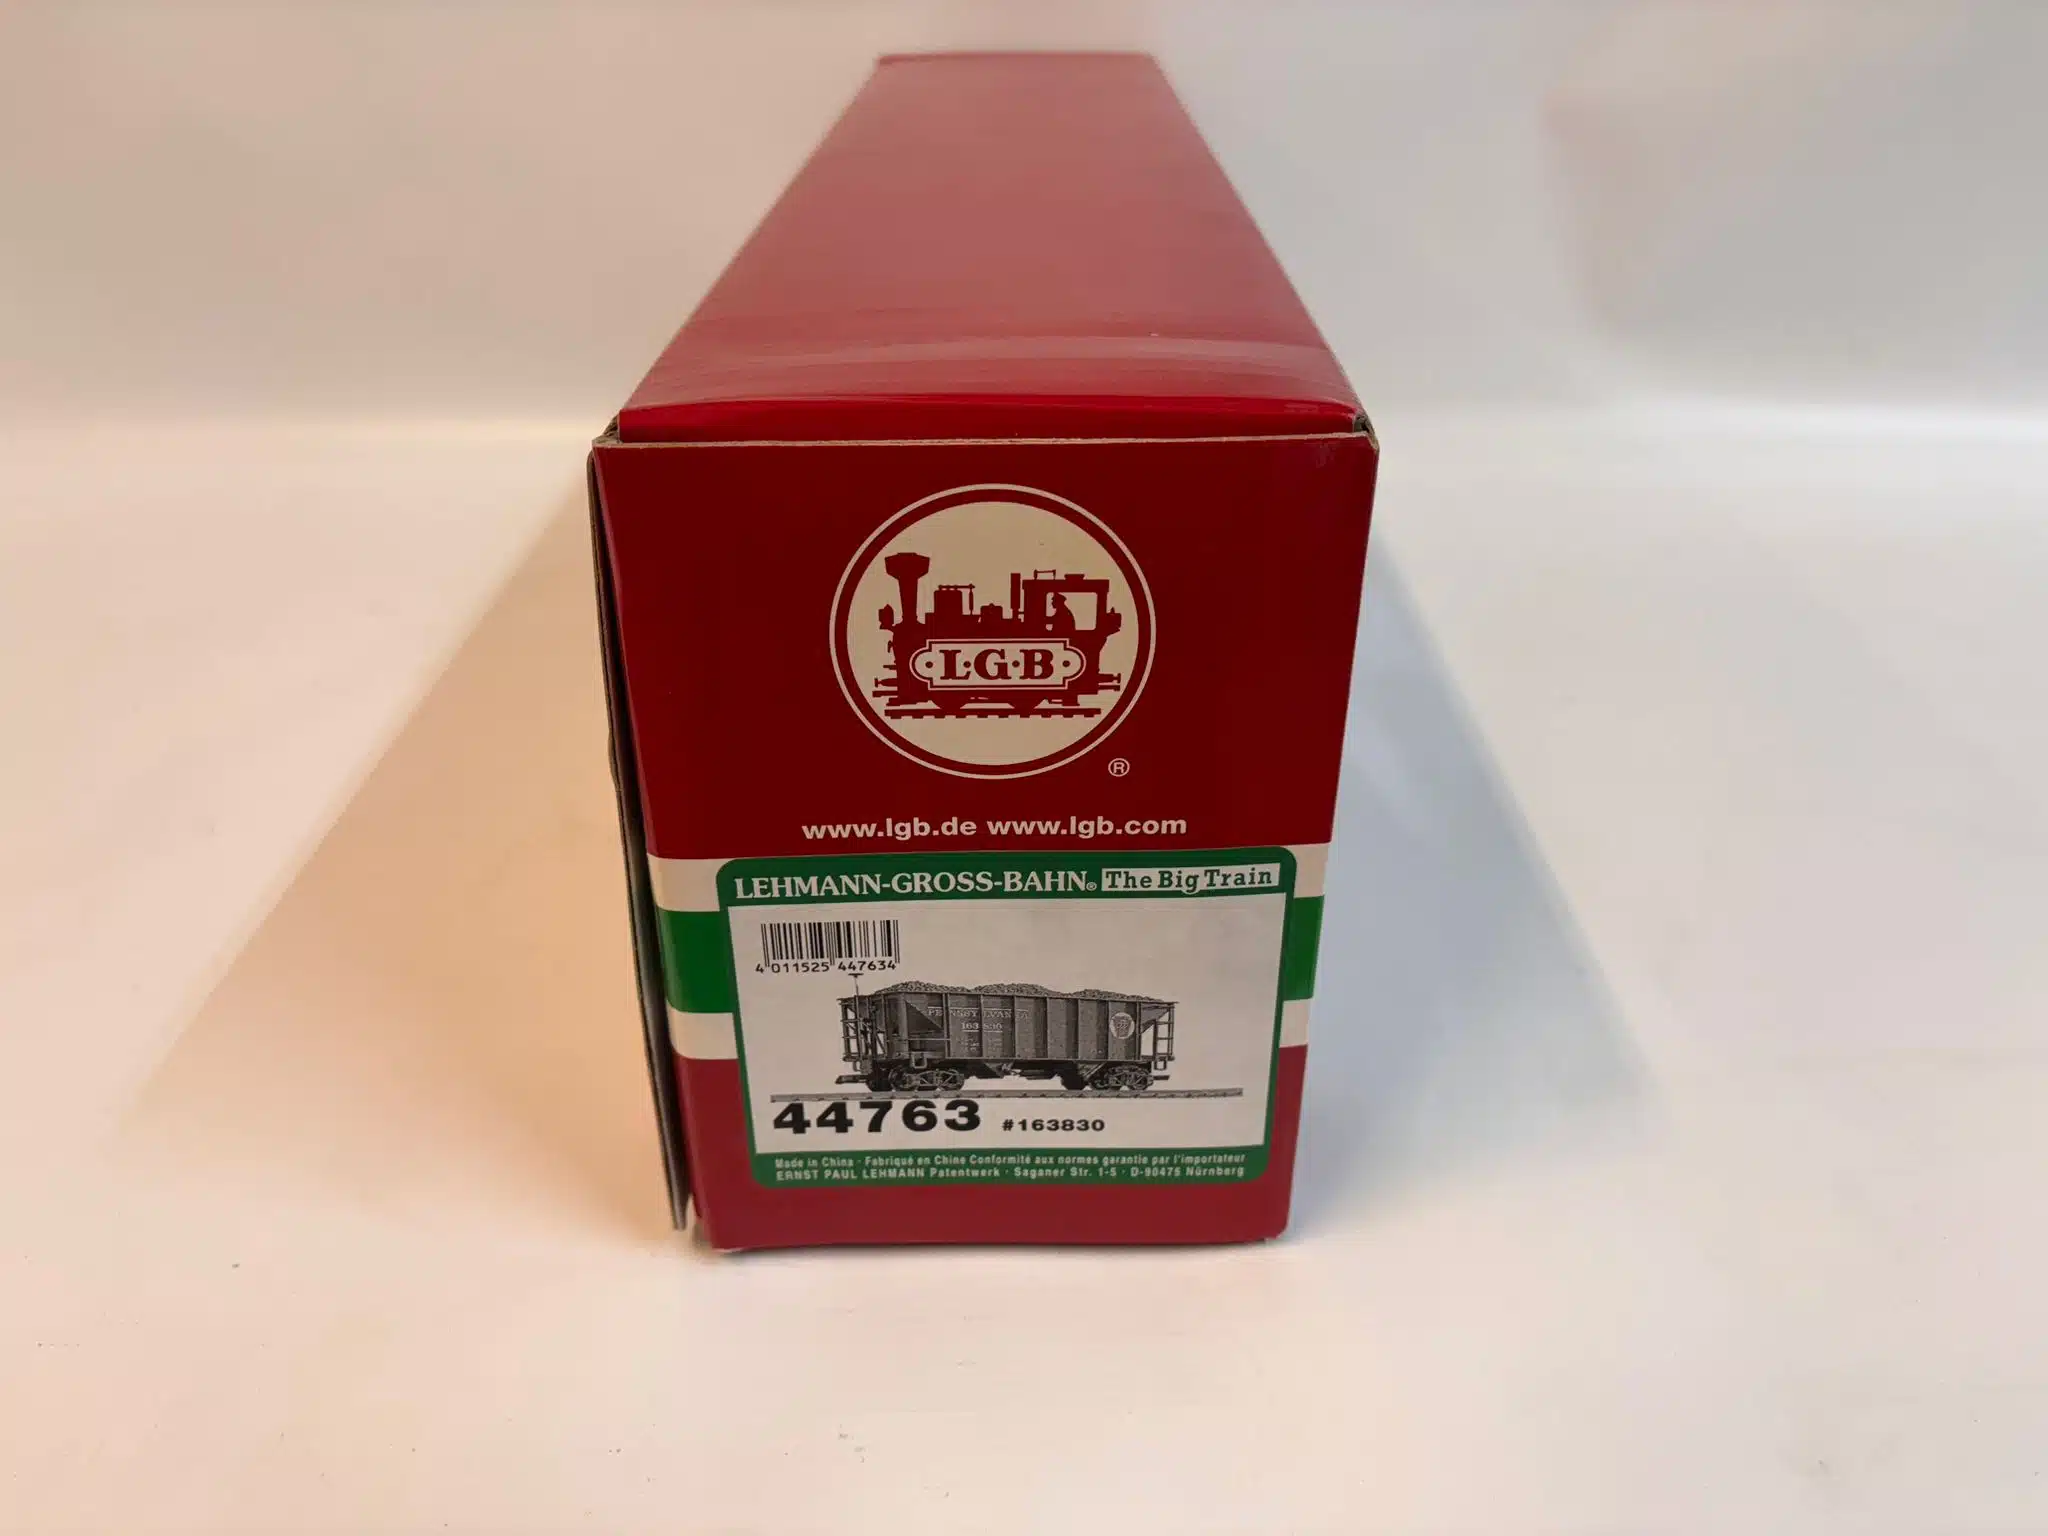 L·G·B
®
www.lgb.de www.lgb.com
LEHMANN-GROSS-BAHN® The Big Train
4 011525 447634
PENNSYLVANIA
163830
44763 #163830
Made in China · Fabriqué en Chine Conformité aux normes garantie par l'importateur
ERNST PAUL LEHMANN Patentwerk · Saganer Str. 1-5 · D-90475 Nürnberg